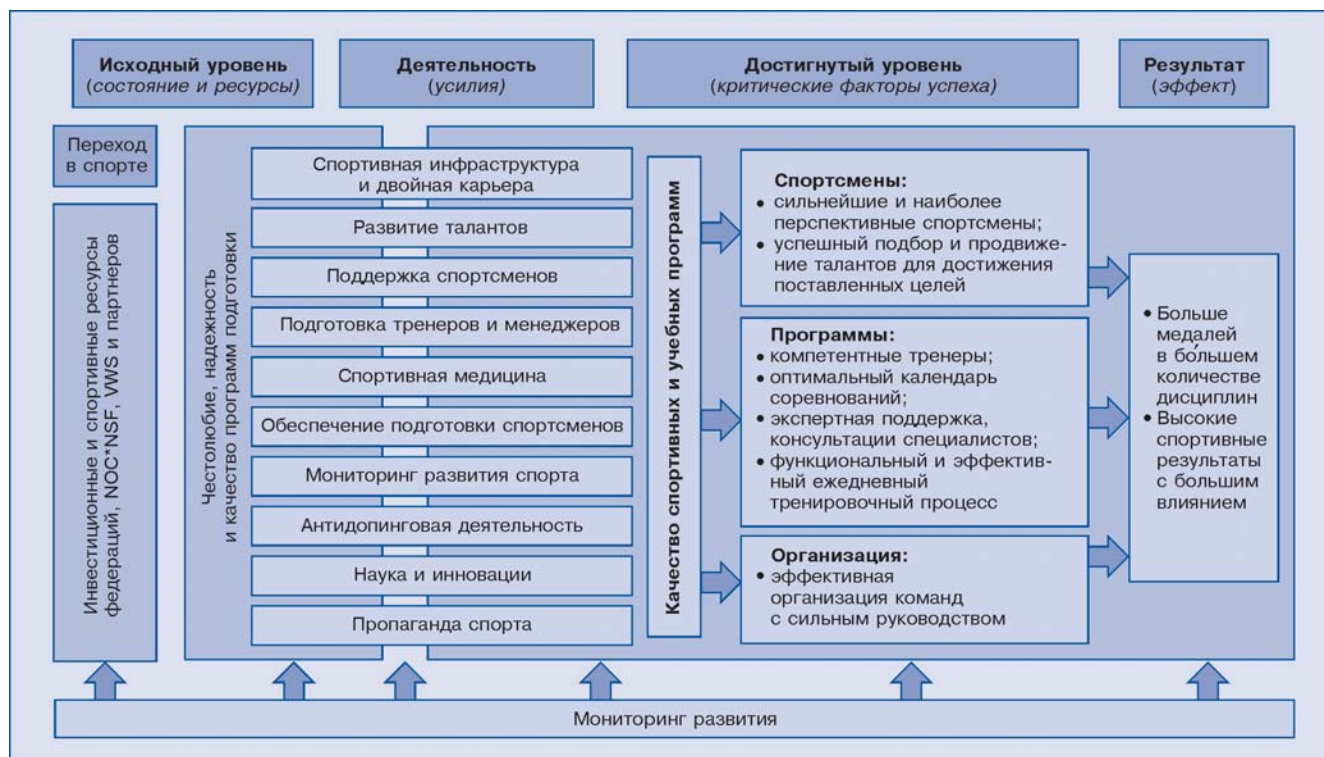 Исходный уровень
(состояние и ресурсы)
Деятельность
(усилия)
Достигнутый уровень
(критические факторы успеха)
Результат
(эффект)
Переход
в спорте
Инвестиционные и спортивные ресурсы
федераций, NOC*NSF, VWS и партнеров
Честолюбие, надежность
и качество программ подготовки
Спортивная инфраструктура
и двойная карьера
Развитие талантов
Поддержка спортсменов
Подготовка тренеров и менеджеров
Спортивная медицина
Обеспечение подготовки спортсменов
Мониторинг развития спорта
Антидопинговая деятельность
Наука и инновации
Пропаганда спорта
Качество спортивных и учебных программ
Спортсмены:
• сильнейшие и наиболее
перспективные спортсмены;
• успешный подбор и продвиже-
ние талантов для достижения
поставленных целей
Программы:
• компетентные тренеры;
• оптимальный календарь
соревнований;
• экспертная поддержка,
консультации специалистов;
• функциональный и эффектив-
ный ежедневный
тренировочный процесс
Организация:
• эффективная
организация команд
с сильным руководством
• Больше
медалей
в бо́льшем
количестве
дисциплин
• Высокие
спортивные
результаты
с большим
влиянием
Мониторинг развития